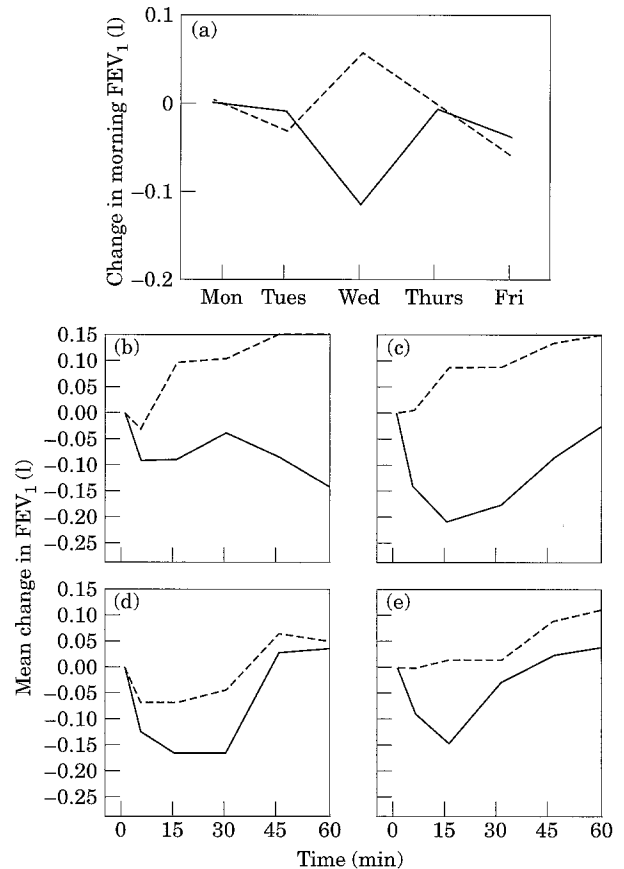 (a)
Change in morning FEV1 (l)
0.1
0
−0.1
−0.2
Mon Tues Wed Thurs Fri
Mean change in FEV1 (l)
(b)
0.15
0.10
0.05
0.00
−0.05
−0.10
−0.15
−0.20
−0.25
(c)
(d)
0.15
0.10
0.05
0.00
−0.05
−0.10
−0.15
−0.20
−0.25
0 15 30 45 60
(e)
0 15 30 45 60
Time (min)